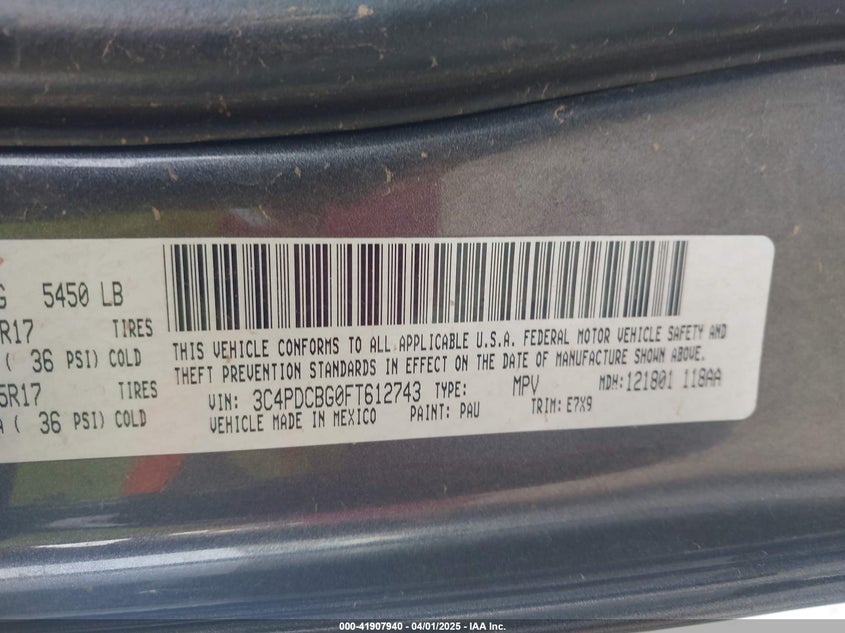 G 5450 LB
R17 TIRES
( 36 PSI) COLD
5R17 TIRES
A ( 36 PSI) COLD
THIS VEHICLE CONFORMS TO ALL APPLICABLE U.S.A. FEDERAL MOTOR VEHICLE SAFETY AND
THEFT PREVENTION STANDARDS IN EFFECT ON THE DATE OF MANUFACTURE SHOWN ABOVE.
VIN: 3C4PDCBG0FT612743 TYPE: MPV MDH:121801 118AA
VEHICLE MADE IN MEXICO PAINT: PAU TRIM: E7X9
000-41907940 - 04/01/2025 - IAA Inc.